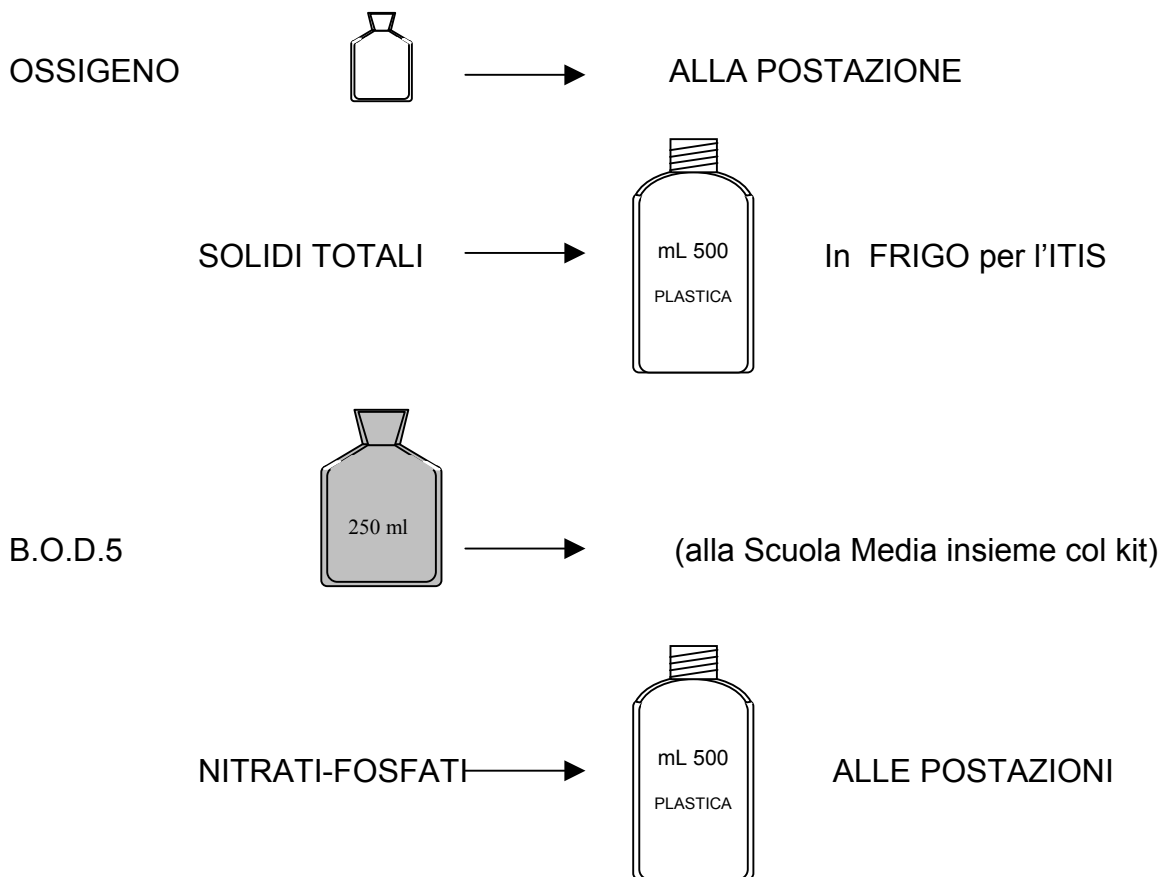 OSSIGENO ALLA POSTAZIONE
SOLIDI TOTALI mL 500 In FRIGO per l'ITIS
PLASTICA
250 ml
B.O.D.5 (alla Scuola Media insieme col kit)
NITRATI-FOSFATI mL 500 ALLE POSTAZIONI
PLASTICA